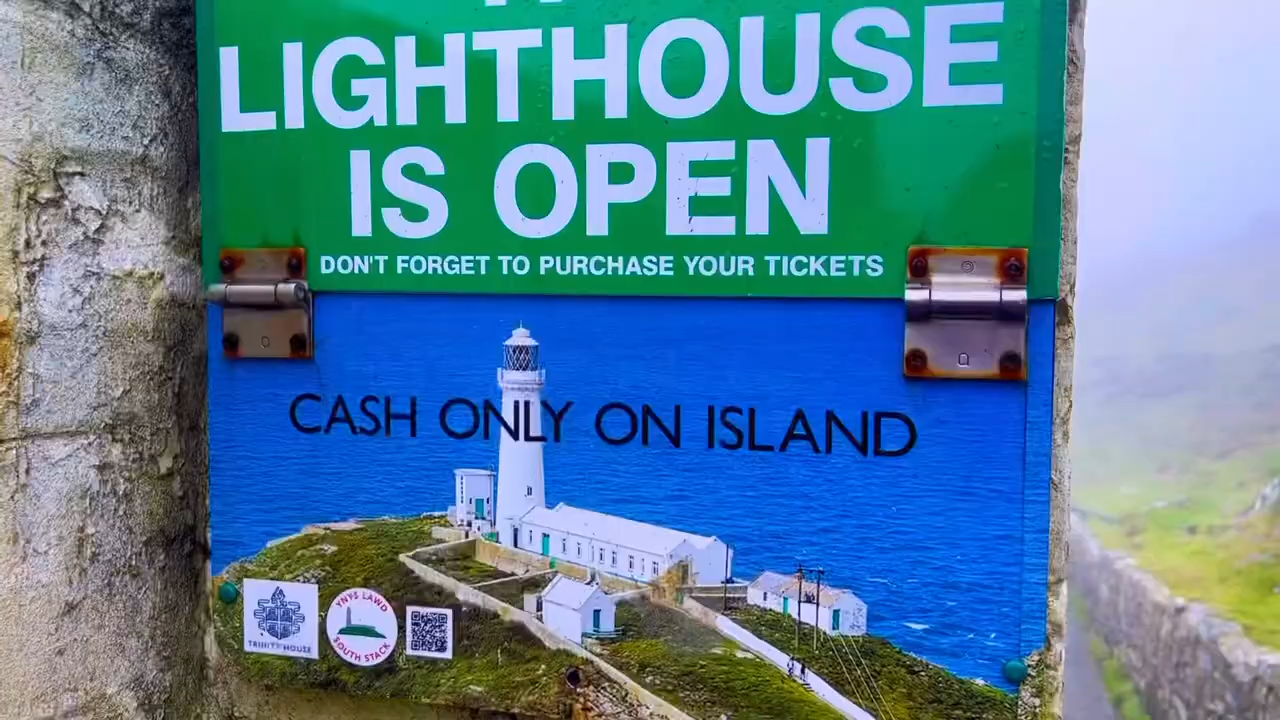 LIGHTHOUSE
IS OPEN
DON'T FORGET TO PURCHASE YOUR TICKETS
CASH ONLY ON ISLAND
TRINITY HOUSE
YNYS LAWD
SOUTH STACK